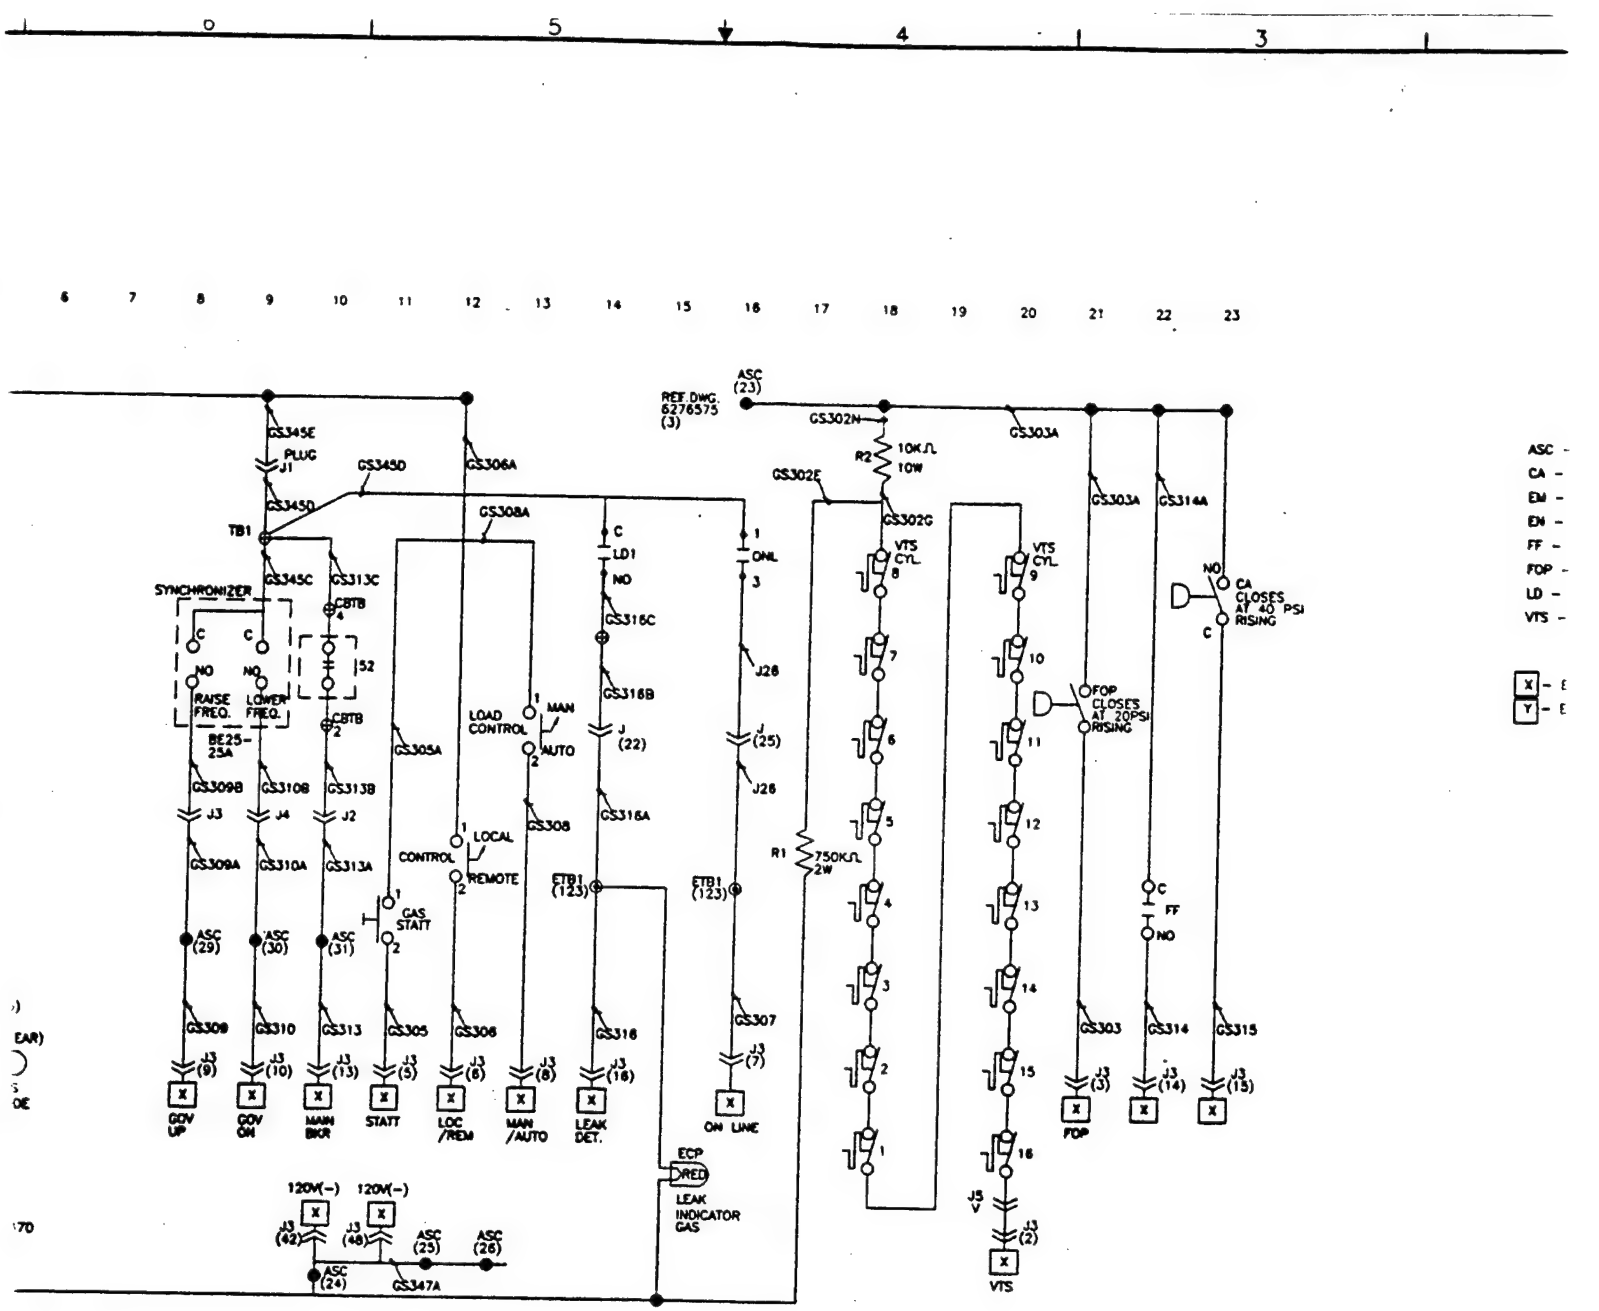 5
4
3
6 7 8 9 10 11 12 13 14 15 16 17 18 19 20 21 22 23
ASC
(23)
REF.DWG.
6276575
(3)
GS302N
GS303A
GS345E
PLUG
J1
GS345D
GS345D
GS306A
GS308A
R2
10KΩ
10W
GS302E
GS302G
GS303A
GS314A
TB1
GS345C
GS313C
SYNCHRONIZER
CBTB
4
C
C
NO
NO
RAISE
FREQ.
LOWER
FREQ.
52
BE25-
25A
CBTB
2
C
LD1
NO
GS316C
GS316B
J
(22)
GS316A
1
ONL
3
J26
J
(25)
J26
VTS
CYL.
8
7
6
5
4
3
2
1
VTS
CYL.
9
10
11
12
13
14
15
16
NO
CA
CLOSES
AT 40 PSI
RISING
C
FOP
CLOSES
AT 20PSI
RISING
1
LOAD
CONTROL
MAN
AUTO
2
GS305A
GS309B
GS310B
GS313B
GS308
J3
J4
J2
GS309A
GS310A
GS313A
1
CONTROL
LOCAL
REMOTE
2
R1
750KΩ
2W
ETB1
(123)
ETB1
(123)
1
GAS
STATT
2
C
FF
NO
ASC
(29)
ASC
(30)
ASC
(31)
GS309
GS310
GS313
GS305
GS306
GS316
GS307
GS303
GS314
GS315
J3
(9)
J3
(10)
J3
(13)
J3
(5)
J3
(6)
J3
(8)
J3
(16)
J3
(7)
J3
(3)
J3
(14)
J3
(15)
X X X X X X X X X X X
GOV
UP
GOV
ON
MAIN
BKR
STATT
LOC
/REM
MAN
/AUTO
LEAK
DET.
ON LINE
FOP
ECP
RED
LEAK
INDICATOR
GAS
120V(-)
120V(-)
X
X
J3
(42)
J3
(48)
ASC
(25)
ASC
(26)
ASC
(24)
GS347A
J5
V
J3
(2)
X
VTS
ASC -
CA -
EM -
EN -
FF -
FOP -
LD -
VTS -
X - E
Y - E
EAR)
DE